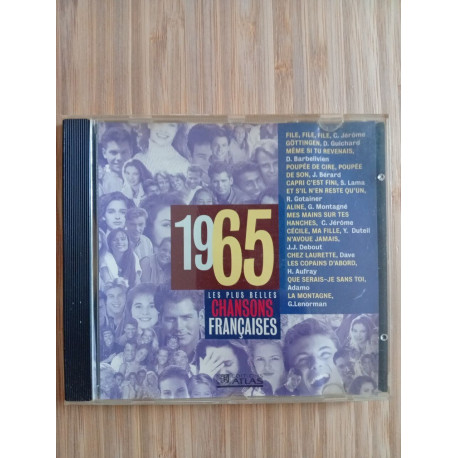 1965
LES PLUS BELLES
CHANSONS
FRANÇAISES
ATLAS
FILE, FILE, FILE, C. Jérôme
GÖTTINGEN, D. Guichard
MÊME SI TU REVENAIS,
D. Barbelivien
POUPÉE DE CIRE, POUPÉE
DE SON, J. Bérard
CAPRI C'EST FINI, S. Lama
ET S'IL N'EN RESTE QU'UN,
R. Gotainer
ALINE, G. Montagné
MES MAINS SUR TES
HANCHES, C. Jérôme
CÉCILE, MA FILLE, Y. Duteil
N'AVOUE JAMAIS,
J.J. Debout
CHEZ LAURETTE, Dave
LES COPAINS D'ABORD,
H. Aufray
QUE SERAIS-JE SANS TOI,
Adamo
LA MONTAGNE,
G.Lenorman